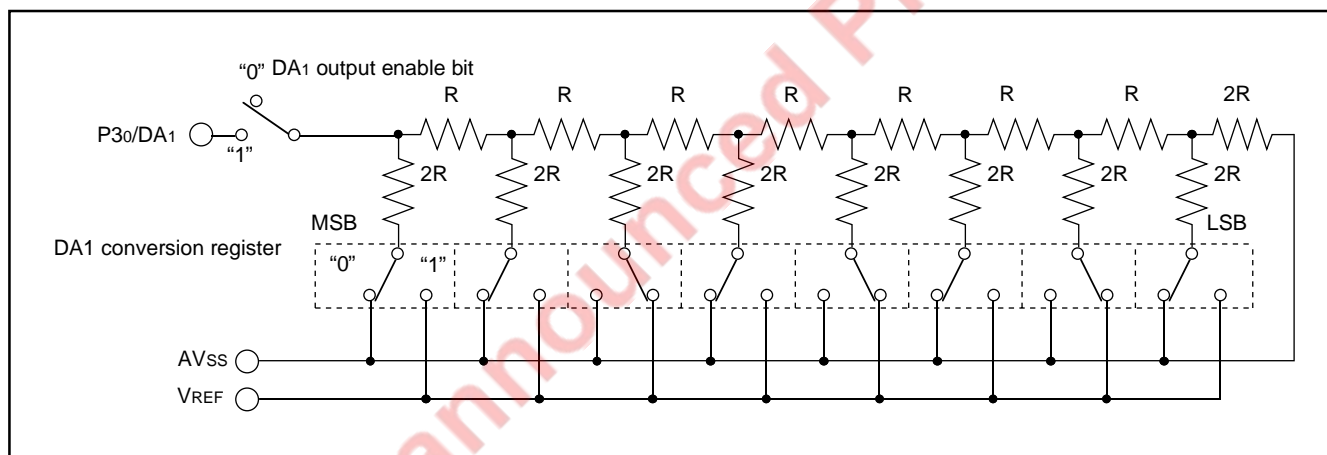 “0” DA1 output enable bit
R R R R R R R 2R
P30/DA1
“1”
2R 2R 2R 2R 2R 2R 2R 2R
MSB LSB
DA1 conversion register
“0” “1”
AVSS
VREF
announced P